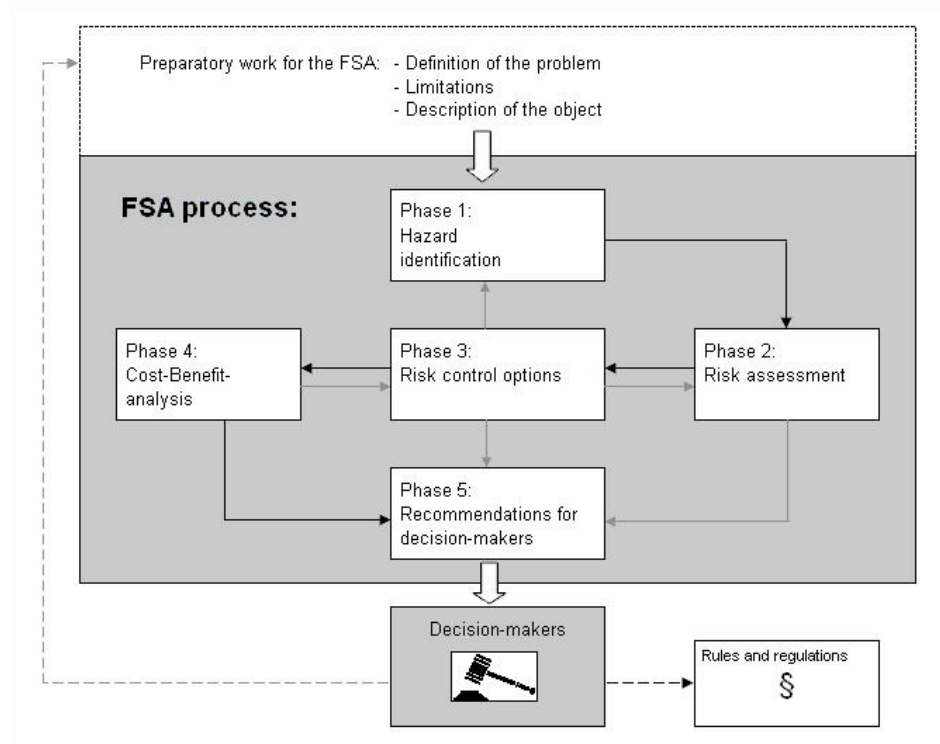 Preparatory work for the FSA: - Definition of the problem
- Limitations
- Description of the object
FSA process:
Phase 1:
Hazard
identification
Phase 4:
Cost-Benefit-
analysis
Phase 3:
Risk control options
Phase 2:
Risk assessment
Phase 5:
Recommendations for
decision-makers
Decision-makers
Rules and regulations
§